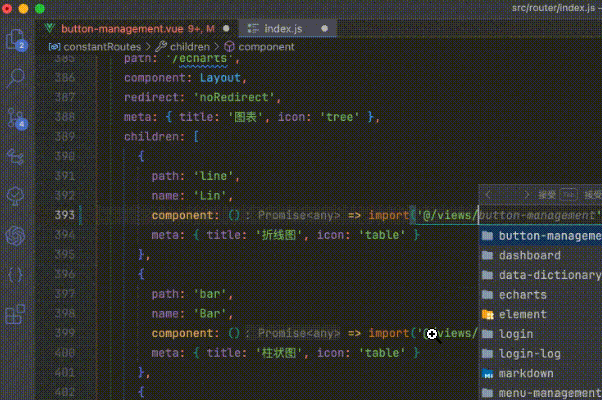 src/router/index.js —
button-management.vue 9+, M
index.js
constantRoutes > children > component
385 path: '/echarts',
386 component: Layout,
387 redirect: 'noRedirect',
388 meta: { title: '图表', icon: 'tree' },
389 children: [
390 {
391 path: 'line',
392 name: 'Lin',
393 component: () : Promise<any> => import('@/views/button-management'
394 meta: { title: '折线图', icon: 'table' }
395 },
396 {
397 path: 'bar',
398 name: 'Bar',
399 component: () : Promise<any> => import('@/views/
400 meta: { title: '柱状图', icon: 'table' }
401 },
402 {
< > 接受 Tab 接受
button-manageme
dashboard
data-dictionary
echarts
element
login
login-log
markdown
menu-management
2
4